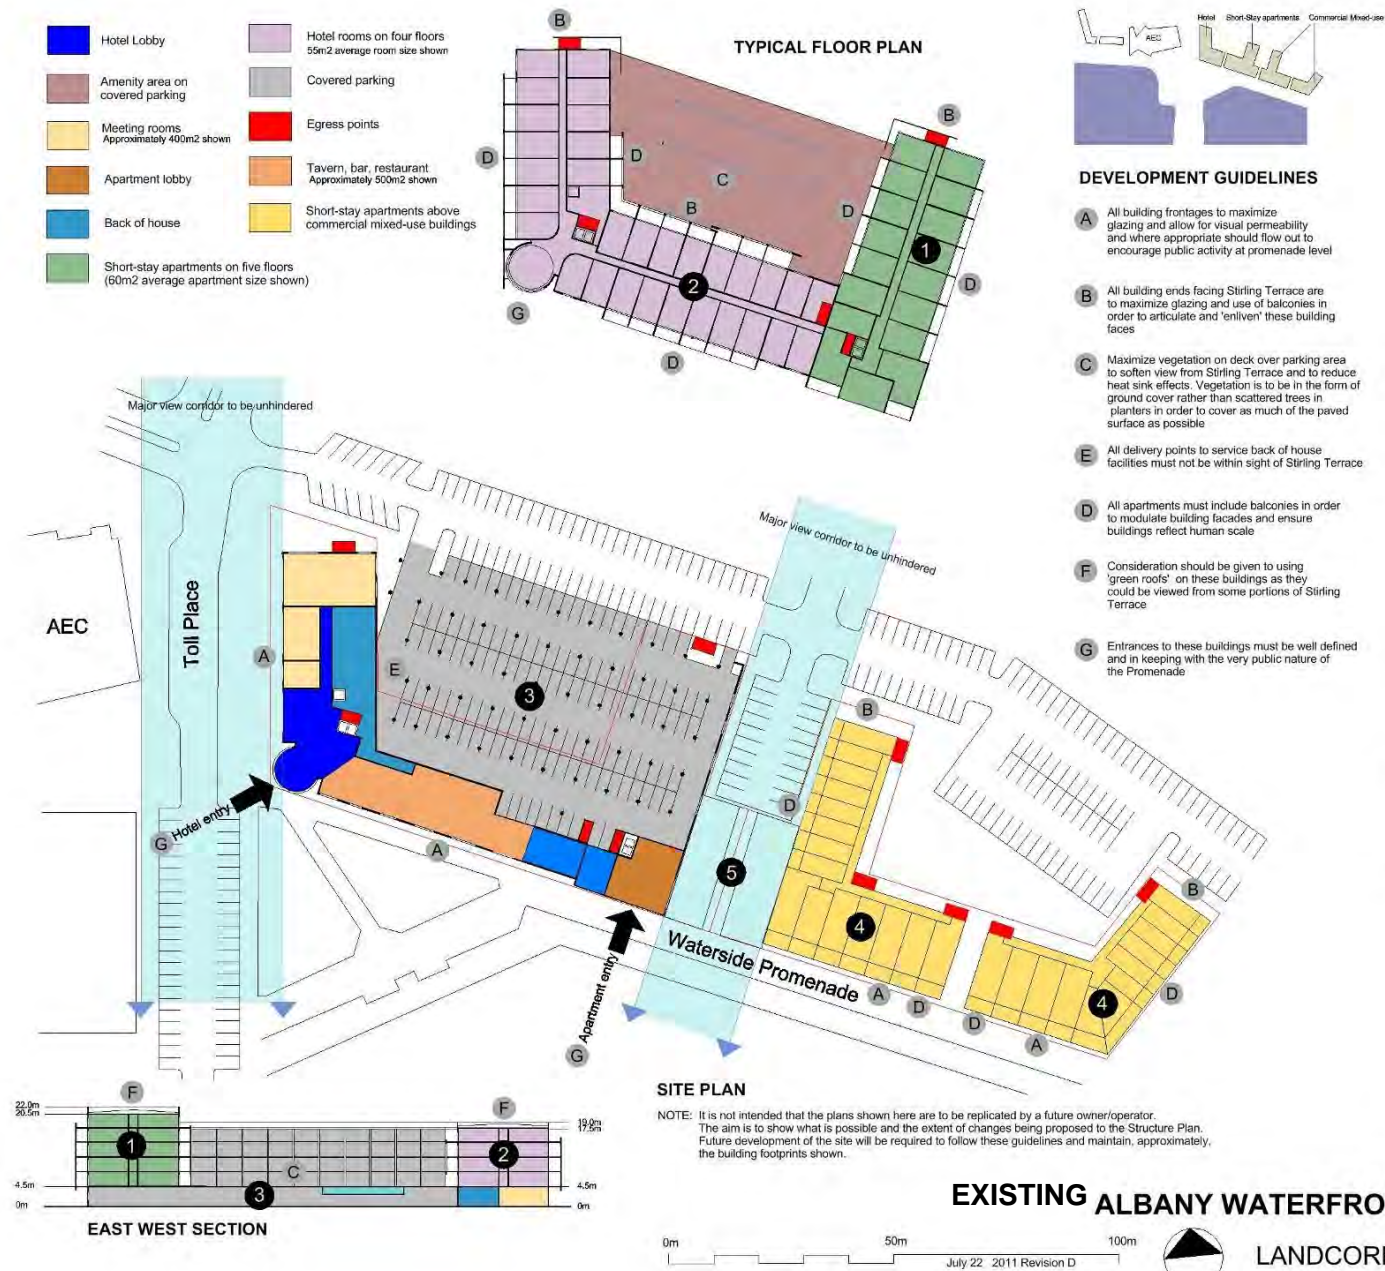 Hotel Lobby
Amenity area on
covered parking
Meeting rooms
Approximately 400m2 shown
Apartment lobby
Back of house
Short-stay apartments on five floors
(60m2 average apartment size shown)
Hotel rooms on four floors
55m2 average room size shown
Covered parking
Egress points
Tavern, bar, restaurant
Approximately 500m2 shown
Short-stay apartments above
commercial mixed-use buildings
TYPICAL FLOOR PLAN
B
B
D
D
C
B
D
1
2
D
G
D
Hotel Short-Stay apartments Commercial Mixed-use
AEC
DEVELOPMENT GUIDELINES
A All building frontages to maximize
glazing and allow for visual permeability
and where appropriate should flow out to
encourage public activity at promenade level
B All building ends facing Stirling Terrace are
to maximize glazing and use of balconies in
order to articulate and 'enliven' these building
faces
C Maximize vegetation on deck over parking area
to soften view from Stirling Terrace and to reduce
heat sink effects. Vegetation is to be in the form of
ground cover rather than scattered trees in
planters in order to cover as much of the paved
surface as possible
E All delivery points to service back of house
facilities must not be within sight of Stirling Terrace
D All apartments must include balconies in order
to modulate building facades and ensure
buildings reflect human scale
F Consideration should be given to using
'green roofs' on these buildings as they
could be viewed from some portions of Stirling
Terrace
G Entrances to these buildings must be well defined
and in keeping with the very public nature of
the Promenade
Major view corridor to be unhindered
Major view corridor to be unhindered
AEC
Toll Place
A
E
3
B
D
G Hotel entry
A
5
4
B
4
D
Waterside Promenade
A
D
D
A
G Apartment entry
SITE PLAN
NOTE: It is not intended that the plans shown here are to be replicated by a future owner/operator.
The aim is to show what is possible and the extent of changes being proposed to the Structure Plan.
Future development of the site will be required to follow these guidelines and maintain, approximately,
the building footprints shown.
F
F
22.0m
20.5m
19.0m
17.5m
1
2
C
3
4.5m
4.5m
0m
0m
EAST WEST SECTION
EXISTING ALBANY WATERFRO
0m 50m 100m
July 22 2011 Revision D
LANDCOR